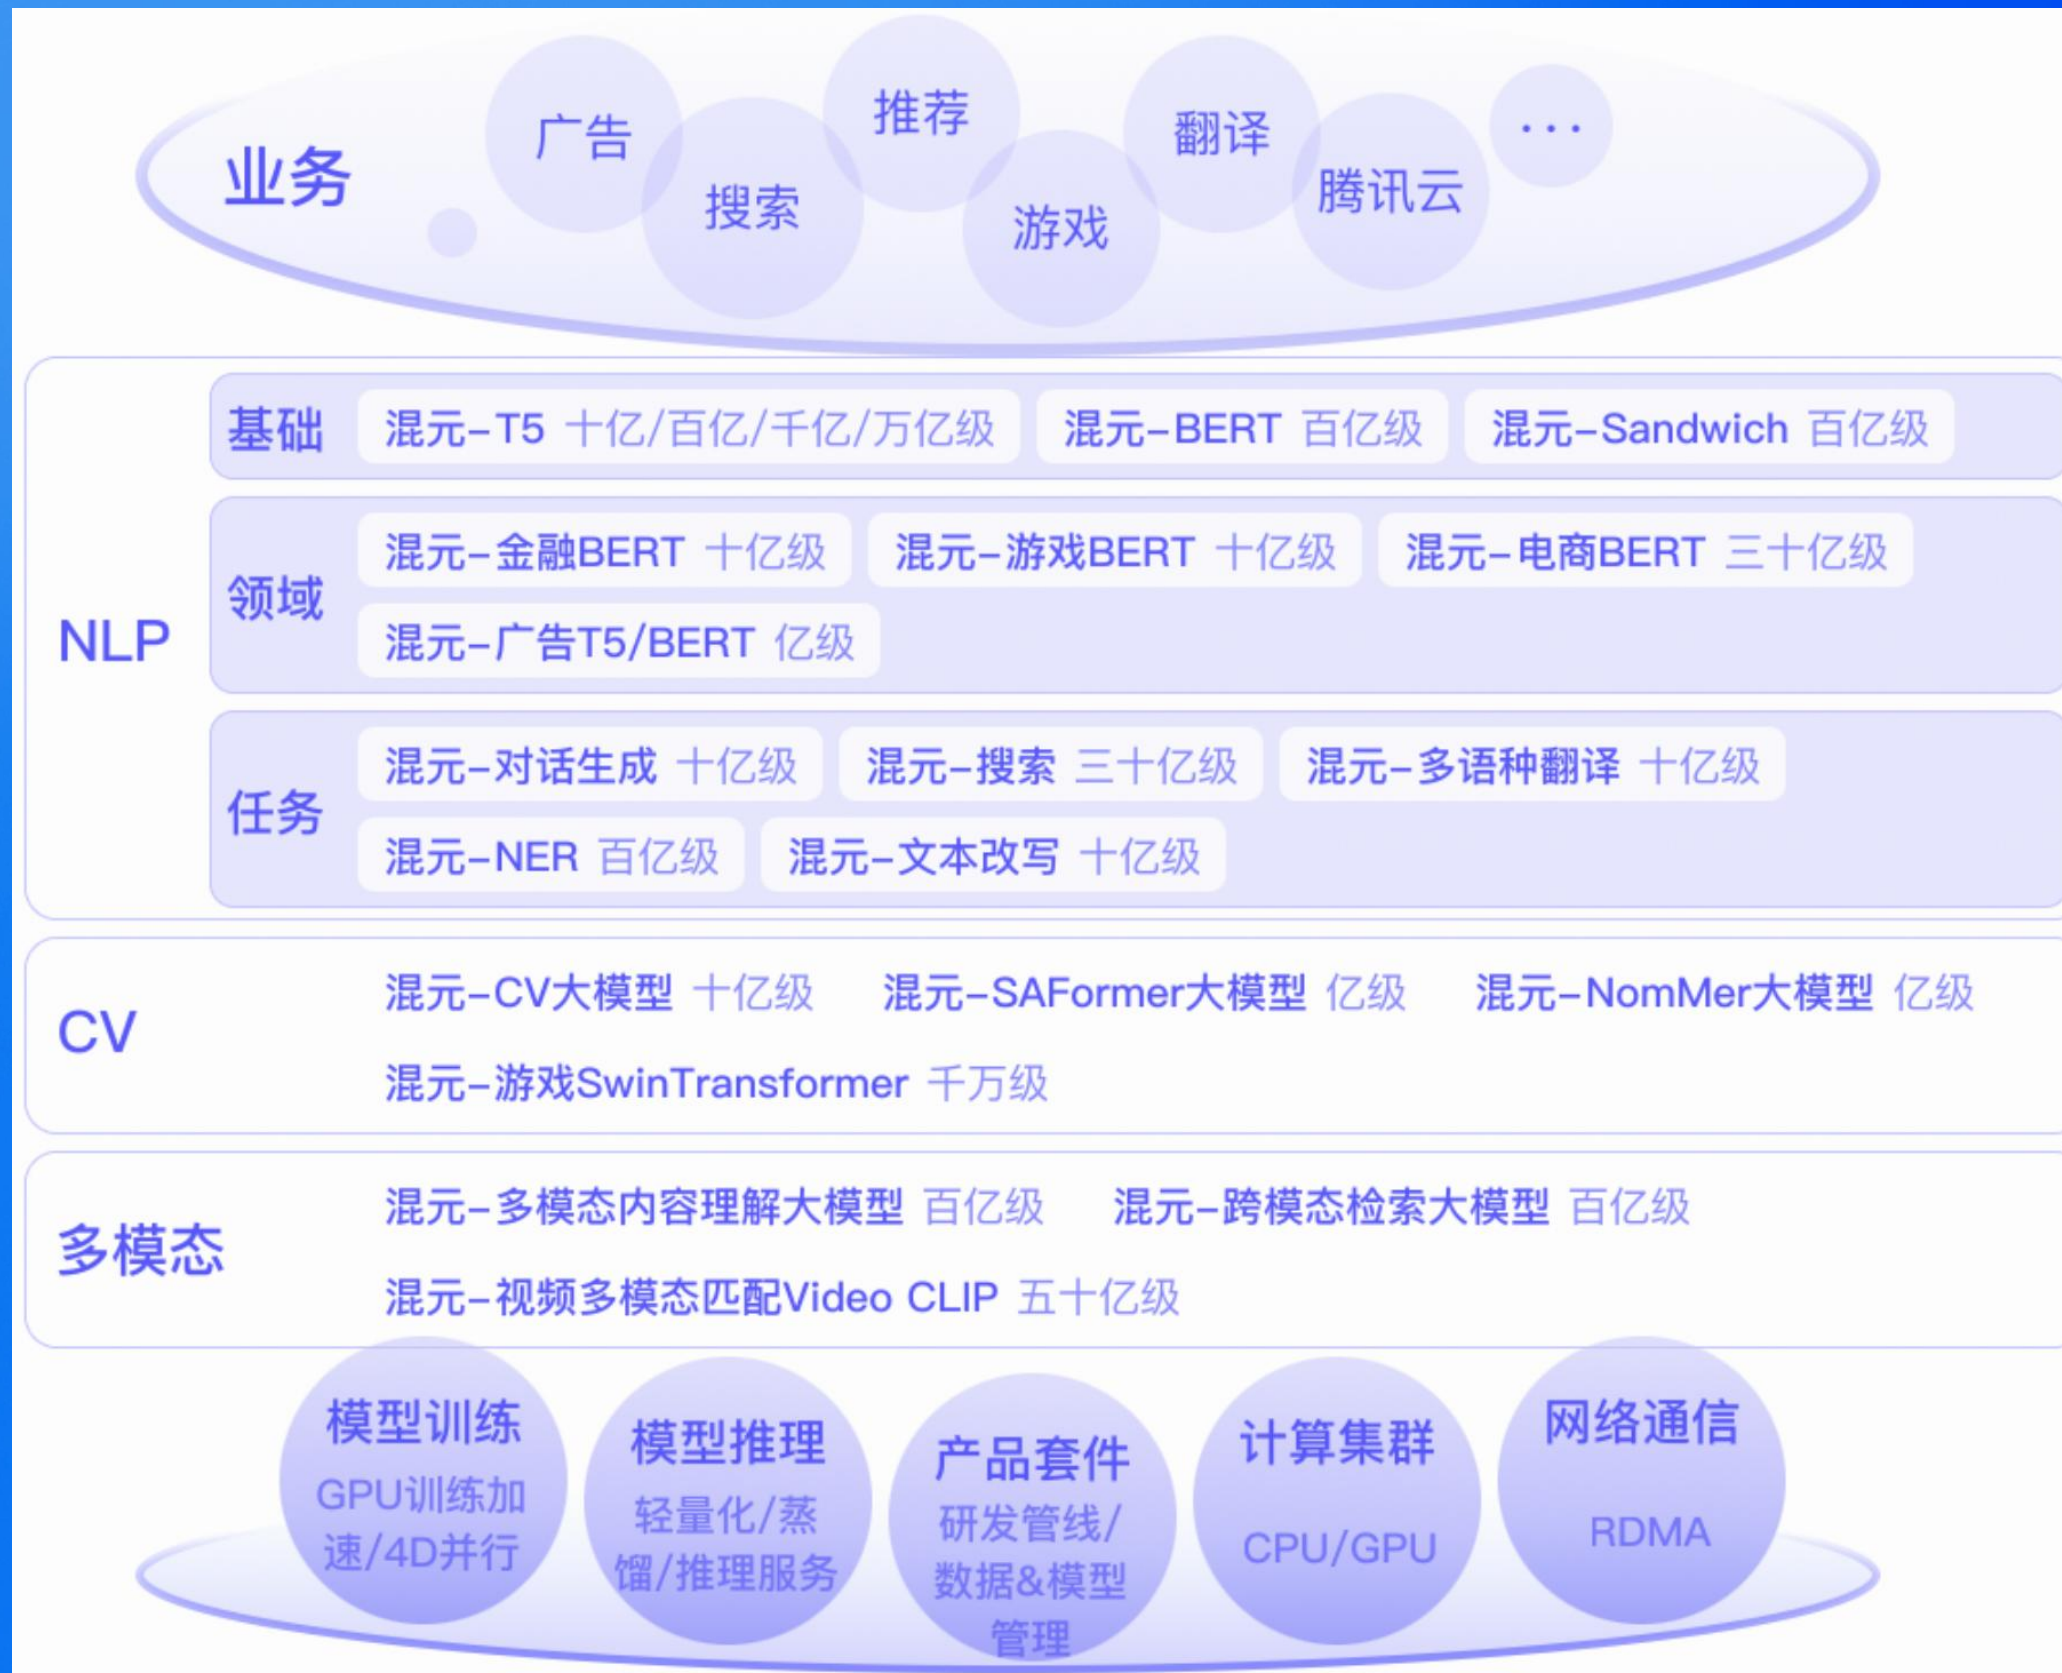 业务
广告
搜索
推荐
游戏
翻译
腾讯云
...
NLP
基础
混元-T5 十亿/百亿/千亿/万亿级
混元-BERT 百亿级
混元-Sandwich 百亿级
领域
混元-金融BERT 十亿级
混元-游戏BERT 十亿级
混元-电商BERT 三十亿级
混元-广告T5/BERT 亿级
任务
混元-对话生成 十亿级
混元-搜索 三十亿级
混元-多语种翻译 十亿级
混元-NER 百亿级
混元-文本改写 十亿级
CV
混元-CV大模型 十亿级
混元-SAFormer大模型 亿级
混元-NomMer大模型 亿级
混元-游戏SwinTransformer 千万级
多模态
混元-多模态内容理解大模型 百亿级
混元-跨模态检索大模型 百亿级
混元-视频多模态匹配Video CLIP 五十亿级
模型训练
GPU训练加
速/4D并行
模型推理
轻量化/蒸
馏/推理服务
产品套件
研发管线/
数据&模型
管理
计算集群
CPU/GPU
网络通信
RDMA